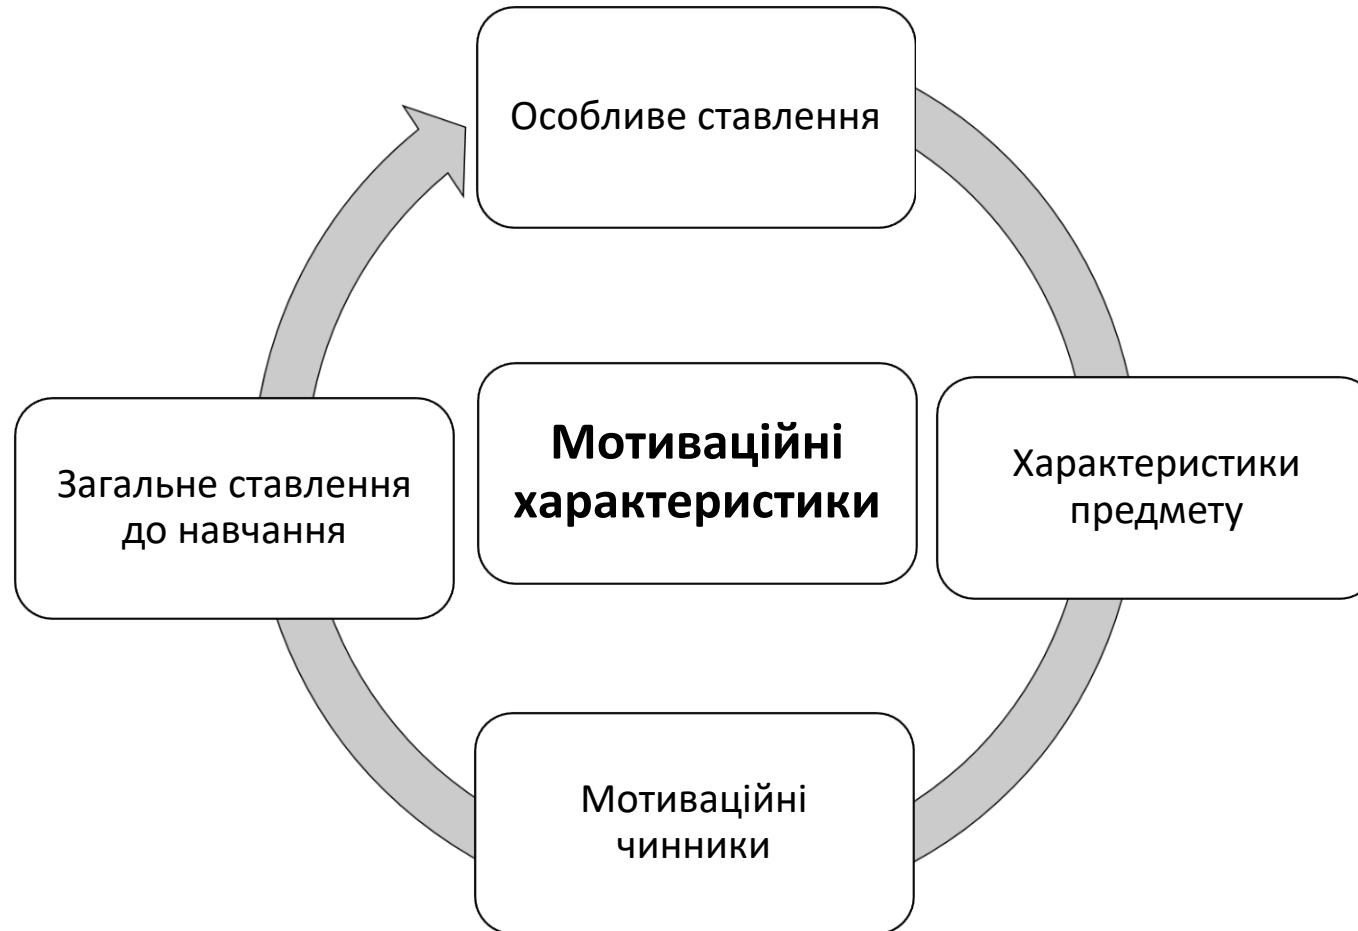 Особливе ставлення
Мотиваційні
характеристики
Характеристики
предмету
Загальне ставлення
до навчання
Мотиваційні
чинники